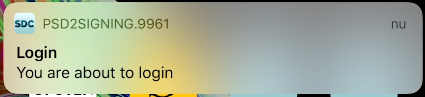 SDC PSD2SIGNING.9961 nu
Login
You are about to login